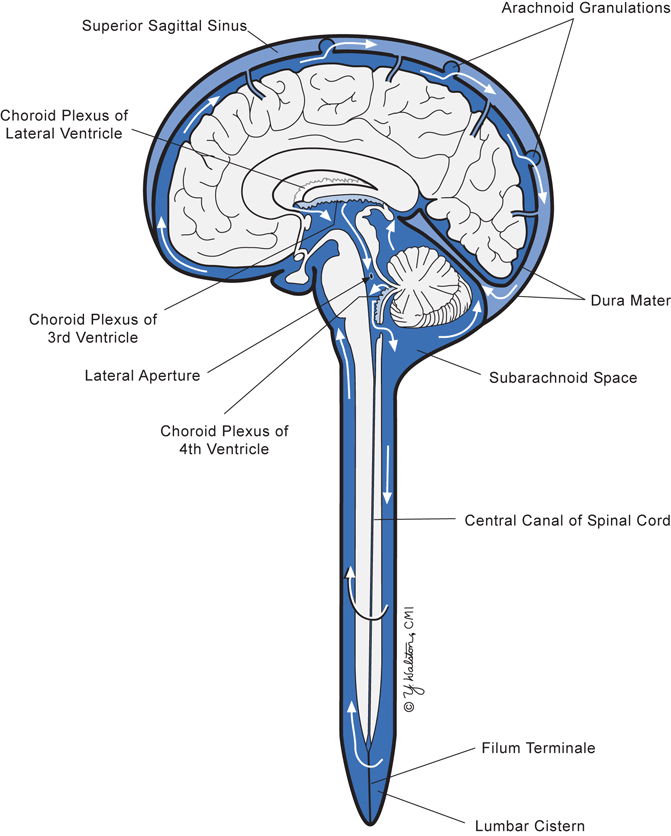 Arachnoid Granulations
Superior Sagittal Sinus
Choroid Plexus of
Lateral Ventricle
Choroid Plexus of
3rd Ventricle
Dura Mater
Lateral Aperture
Subarachnoid Space
Choroid Plexus of
4th Ventricle
Central Canal of Spinal Cord
© Y Walston, CMI
Filum Terminale
Lumbar Cistern